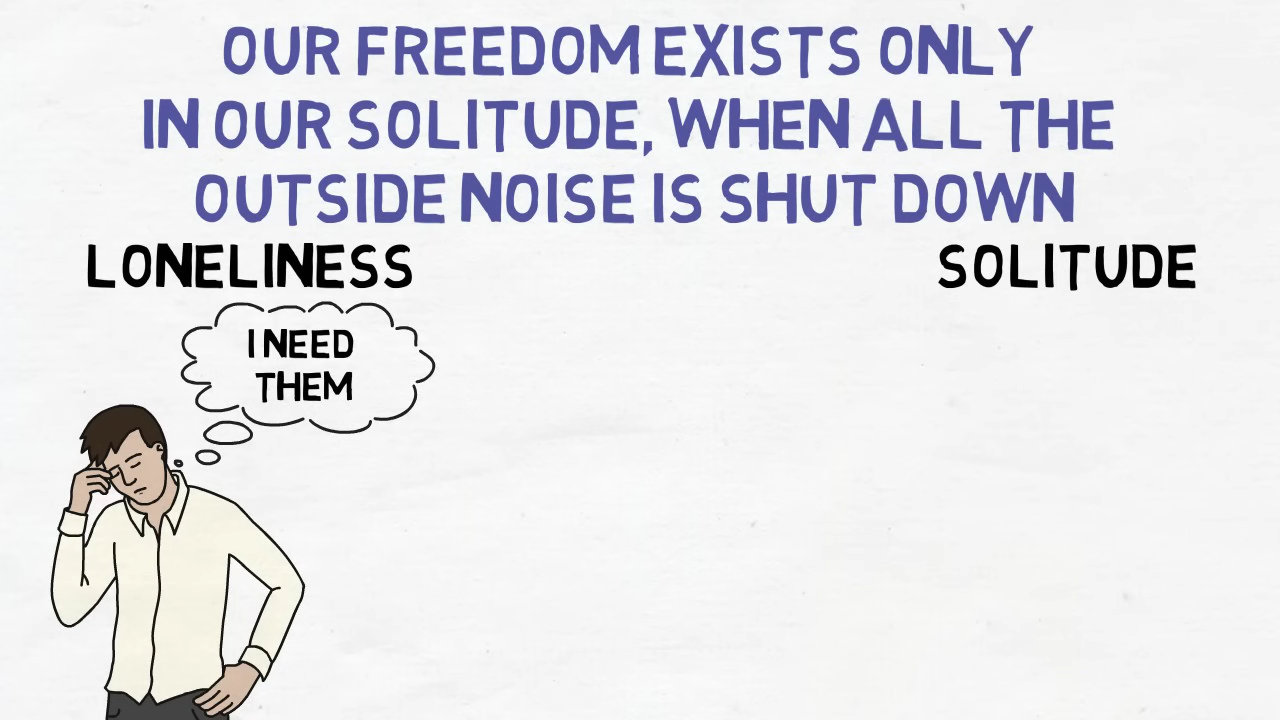 OUR FREEDOM EXISTS ONLY
IN OUR SOLITUDE, WHEN ALL THE
OUTSIDE NOISE IS SHUT DOWN
LONELINESS
SOLITUDE
I NEED
THEM